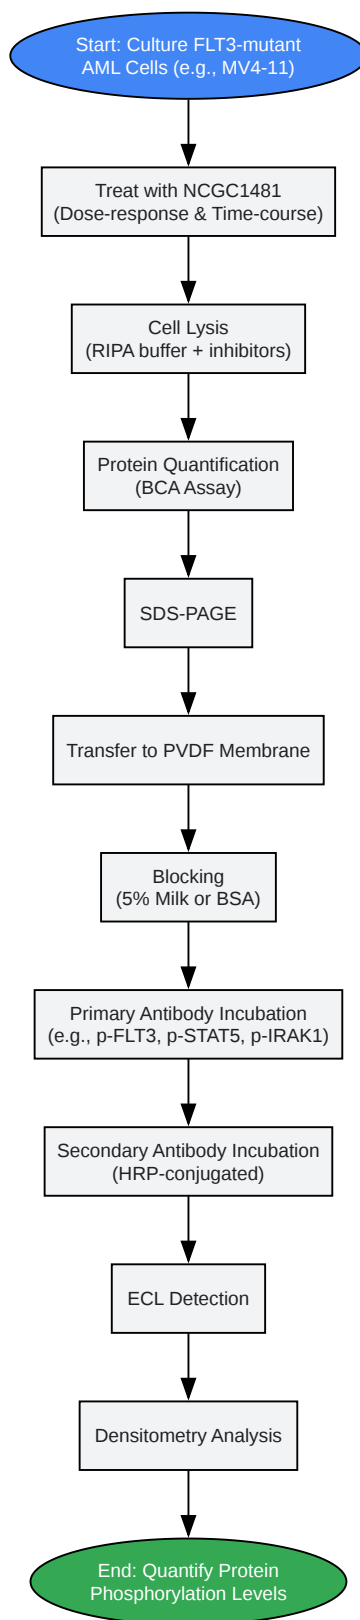 Start: Culture FLT3-mutant
AML Cells (e.g., MV4-11)
Treat with NCGC1481
(Dose-response & Time-course)
Cell Lysis
(RIPA buffer + inhibitors)
Protein Quantification
(BCA Assay)
SDS-PAGE
Transfer to PVDF Membrane
Blocking
(5% Milk or BSA)
Primary Antibody Incubation
(e.g., p-FLT3, p-STAT5, p-IRAK1)
Secondary Antibody Incubation
(HRP-conjugated)
ECL Detection
Densitometry Analysis
End: Quantify Protein
Phosphorylation Levels